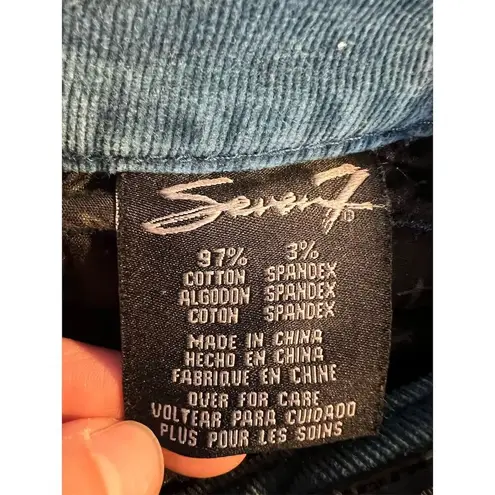 Seven7
97% 3%
COTTON SPANDEX
ALGODON SPANDEX
COTON SPANDEX
MADE IN CHINA
HECHO EN CHINA
FABRIQUE EN CHINE
OVER FOR CARE
VOLTEAR PARA CUIDADO
PLUS POUR LES SOINS